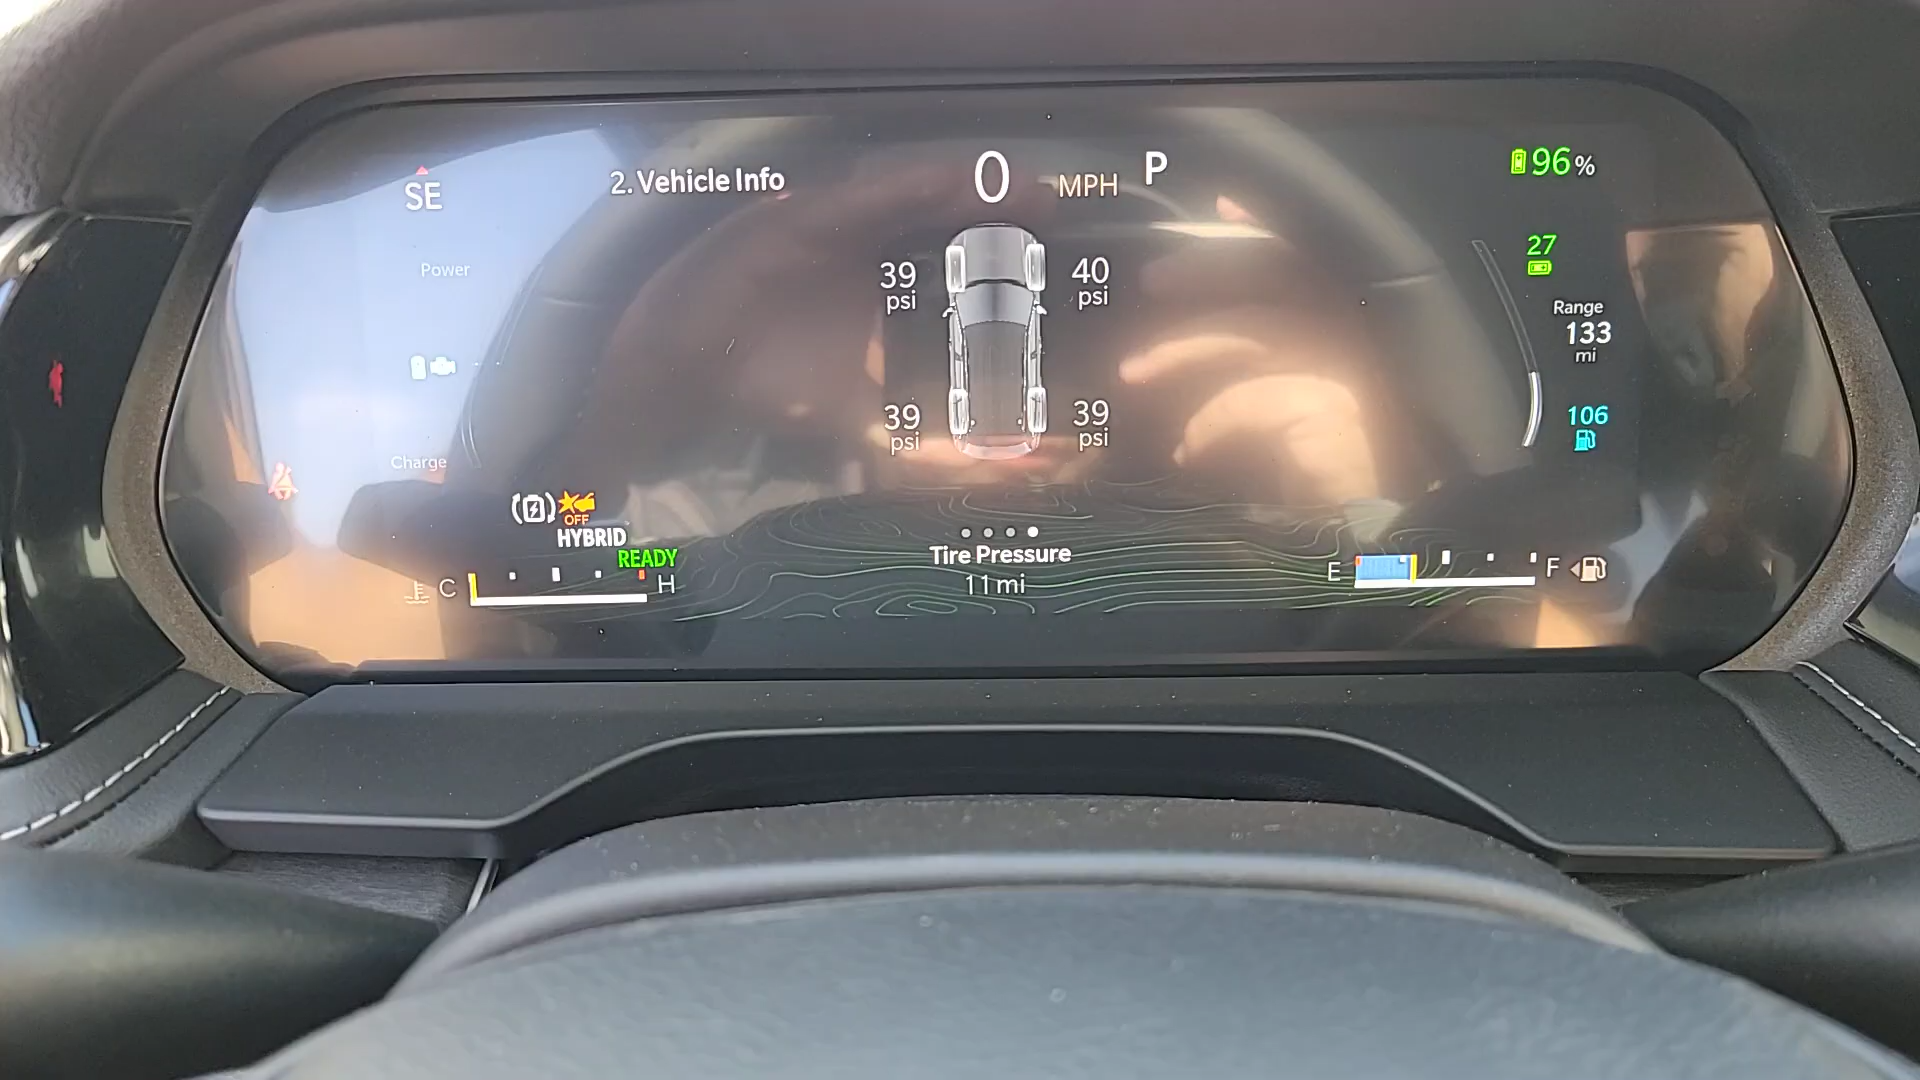 SE
2. Vehicle Info
0 MPH P
96%
Power
39 psi
40 psi
27
Range
133
mi
39 psi
39 psi
106
Charge
OFF
HYBRID
READY
Tire Pressure
11 mi
C H
E F